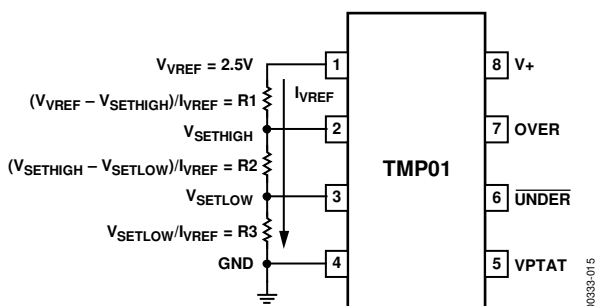 V_VREF = 2.5V
1
8
V+
(V_VREF – V_SETHIGH)/I_VREF = R1
I_VREF
V_SETHIGH
2
7
OVER
TMP01
(V_SETHIGH – V_SETLOW)/I_VREF = R2
V_SETLOW
3
6
UNDER
V_SETLOW/I_VREF = R3
GND
4
5
VPTAT
00333-015